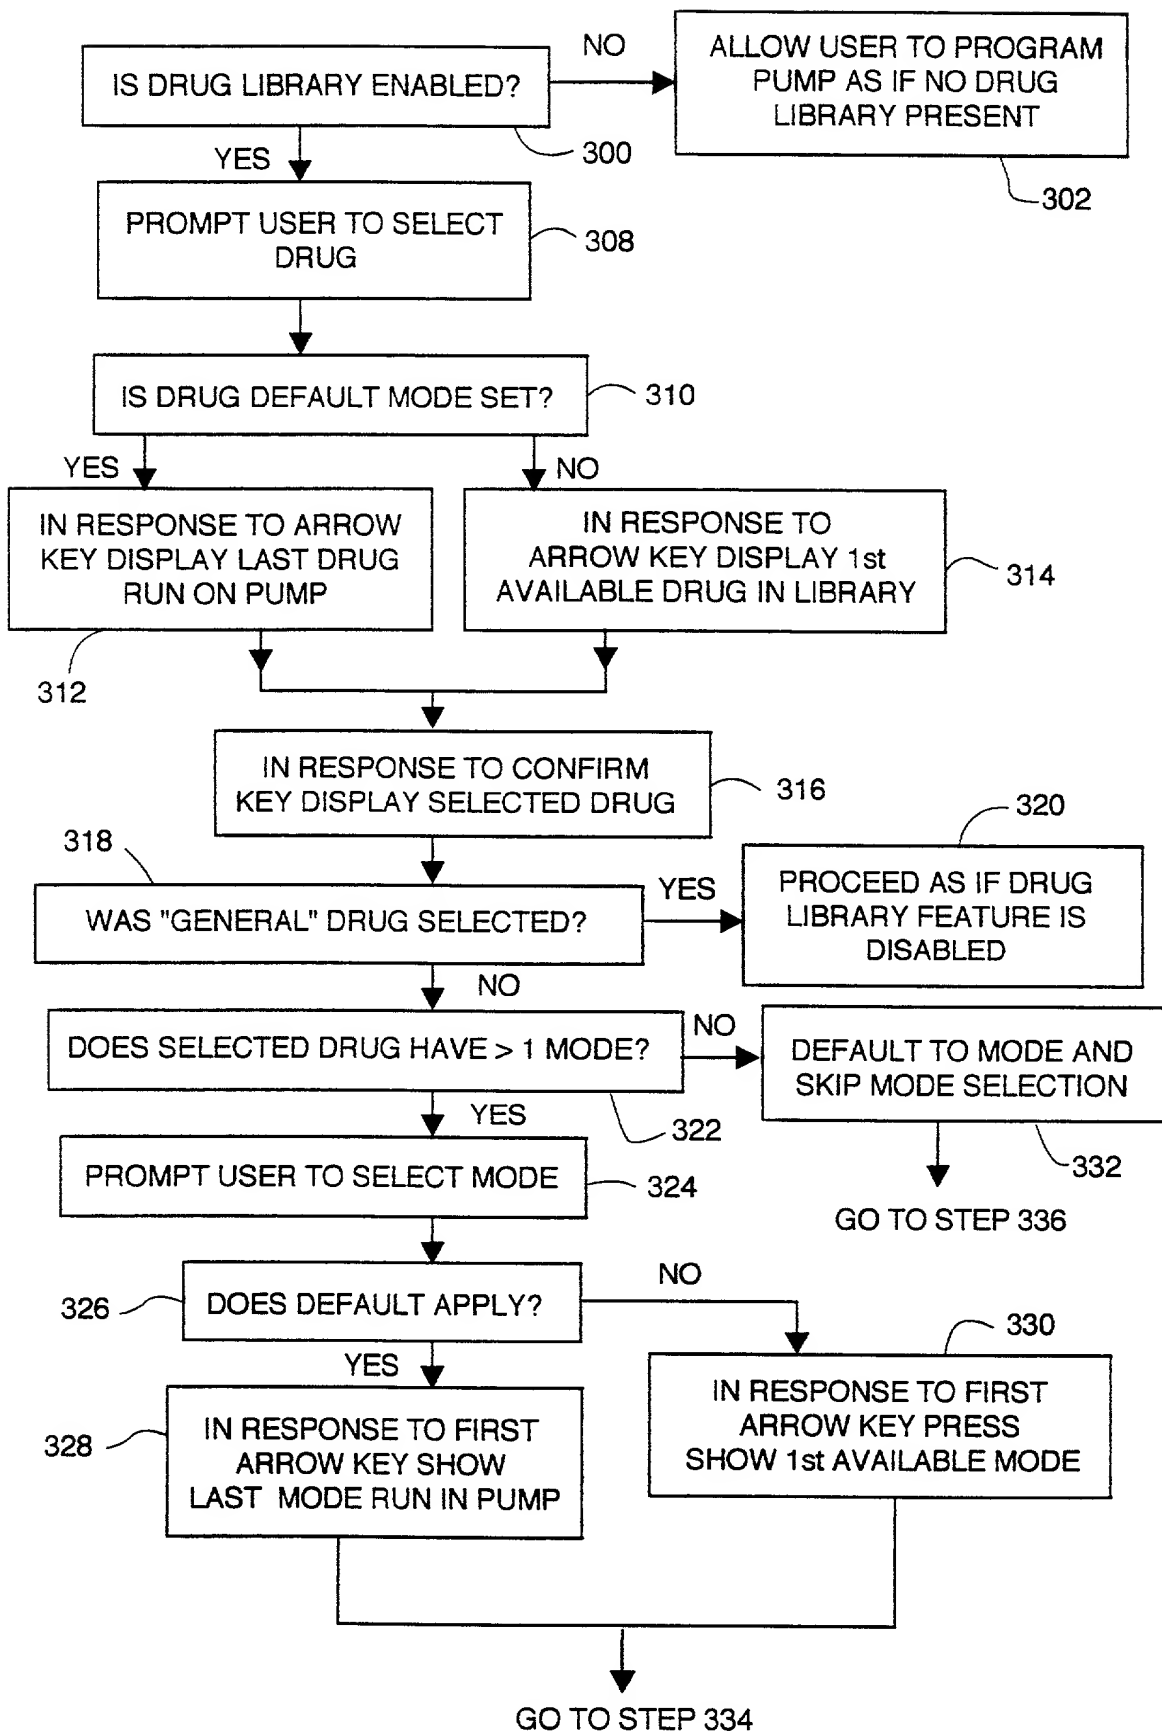 IS DRUG LIBRARY ENABLED?
NO
ALLOW USER TO PROGRAM
PUMP AS IF NO DRUG
LIBRARY PRESENT
300
302
YES
PROMPT USER TO SELECT
DRUG
308
IS DRUG DEFAULT MODE SET?
310
YES
NO
IN RESPONSE TO ARROW
KEY DISPLAY LAST DRUG
RUN ON PUMP
312
IN RESPONSE TO
ARROW KEY DISPLAY 1st
AVAILABLE DRUG IN LIBRARY
314
IN RESPONSE TO CONFIRM
KEY DISPLAY SELECTED DRUG
316
318
WAS "GENERAL" DRUG SELECTED?
YES
320
PROCEED AS IF DRUG
LIBRARY FEATURE IS
DISABLED
NO
DOES SELECTED DRUG HAVE > 1 MODE?
322
NO
DEFAULT TO MODE AND
SKIP MODE SELECTION
332
GO TO STEP 336
YES
PROMPT USER TO SELECT MODE
324
326
DOES DEFAULT APPLY?
NO
YES
328
IN RESPONSE TO FIRST
ARROW KEY SHOW
LAST MODE RUN IN PUMP
330
IN RESPONSE TO FIRST
ARROW KEY PRESS
SHOW 1st AVAILABLE MODE
GO TO STEP 334